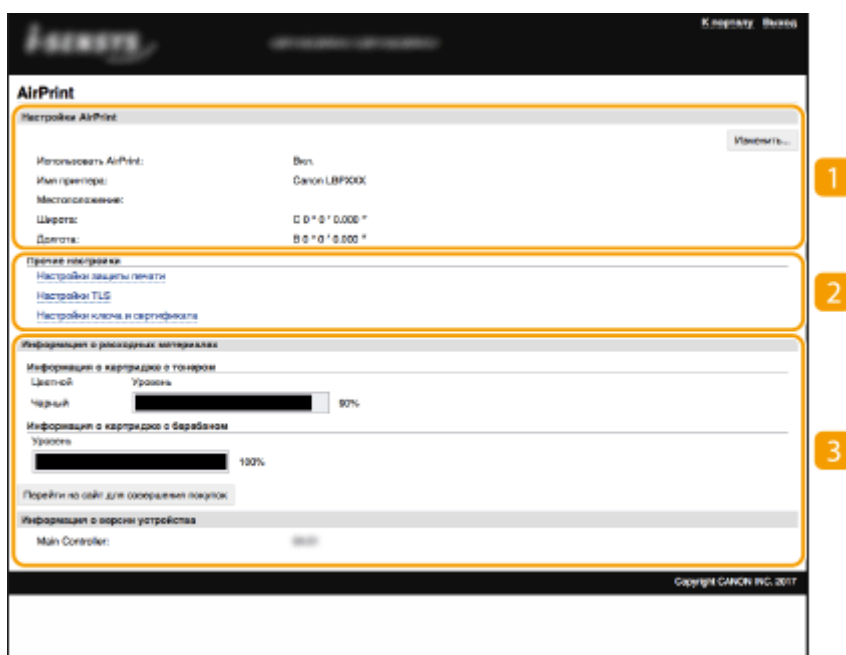 i-SENSYS
К порталу Выход
AirPrint
Настройки AirPrint
Изменить...
1
Использовать AirPrint: Вкл.
Имя принтера: Canon LBPXXX
Местоположение:
Широта: С 0 ° 0 ' 0.000 "
Долгота: В 0 ° 0 ' 0.000 "
Прочие настройки
Настройки защиты печати
2
Настройки TLS
Настройки ключа и сертификата
Информация о расходных материалах
Информация о картридже с тонером
Цветной Уровень
Черный 90%
Информация о картридже с барабаном
Уровень
3
100%
Перейти на сайт для совершения покупок
Информация о версии устройства
Main Controller:
Copyright CANON INC. 2017